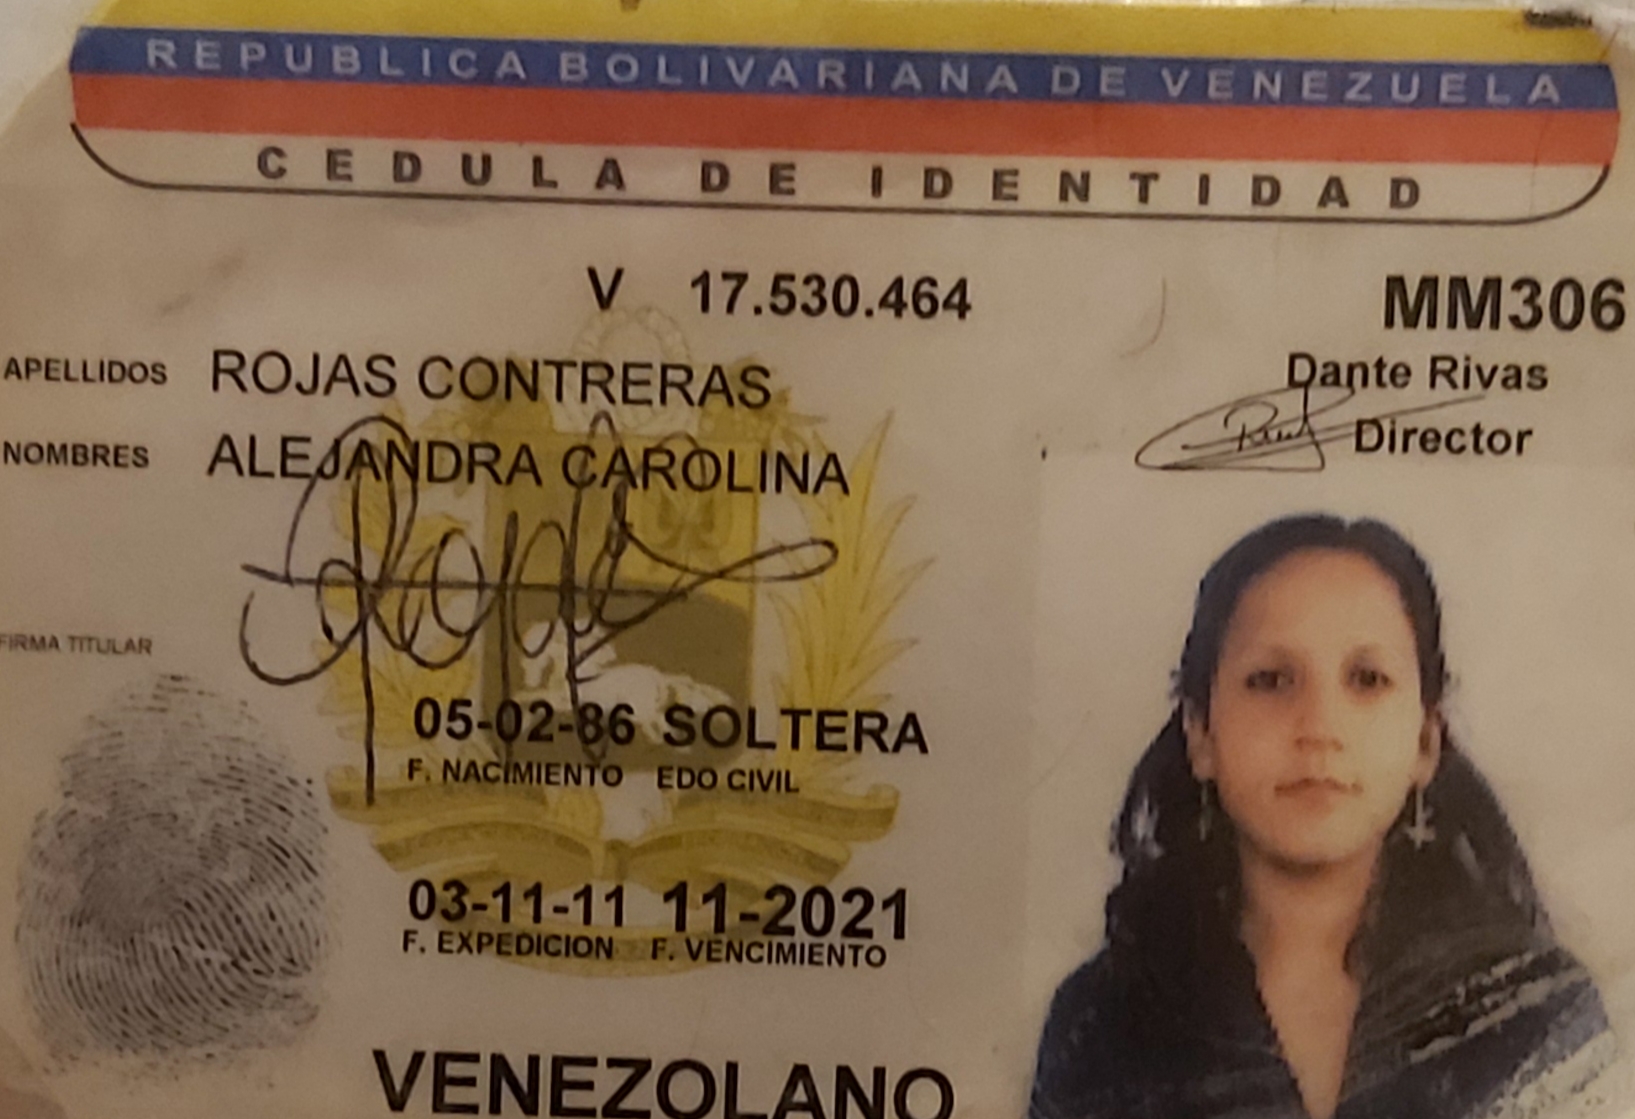 REPUBLICA BOLIVARIANA DE VENEZUELA
CEDULA DE IDENTIDAD
V 17.530.464 MM306
APELLIDOS ROJAS CONTRERAS Dante Rivas
NOMBRES ALEJANDRA CAROLINA Director
FIRMA TITULAR
05-02-86 SOLTERA
F. NACIMIENTO EDO CIVIL
03-11-11 11-2021
F. EXPEDICION F. VENCIMIENTO
VENEZOLANO